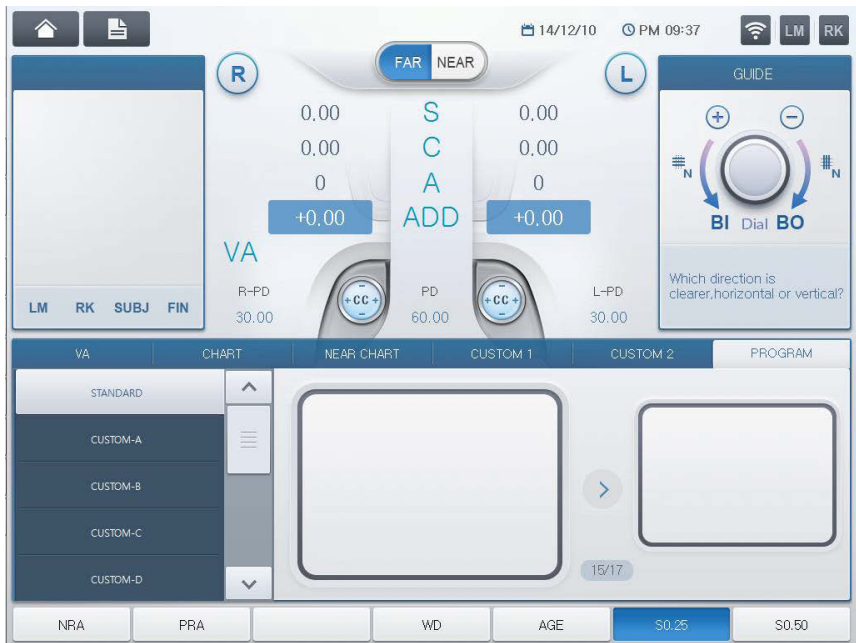 14/12/10 PM 09:37 LM RK
R FAR NEAR L GUIDE
0.00 S 0.00
0.00 C 0.00
0 A 0
+0.00 ADD +0.00
VA
R-PD PD L-PD
30.00 60.00 30.00
+CC+ +CC+
LM RK SUBJ FIN
+ −
N N
BI Dial BO
Which direction is
clearer,horizontal or vertical?
VA CHART NEAR CHART CUSTOM 1 CUSTOM 2 PROGRAM
STANDARD
CUSTOM-A
CUSTOM-B
CUSTOM-C
CUSTOM-D
15/17
NRA PRA WD AGE S0.25 S0.50